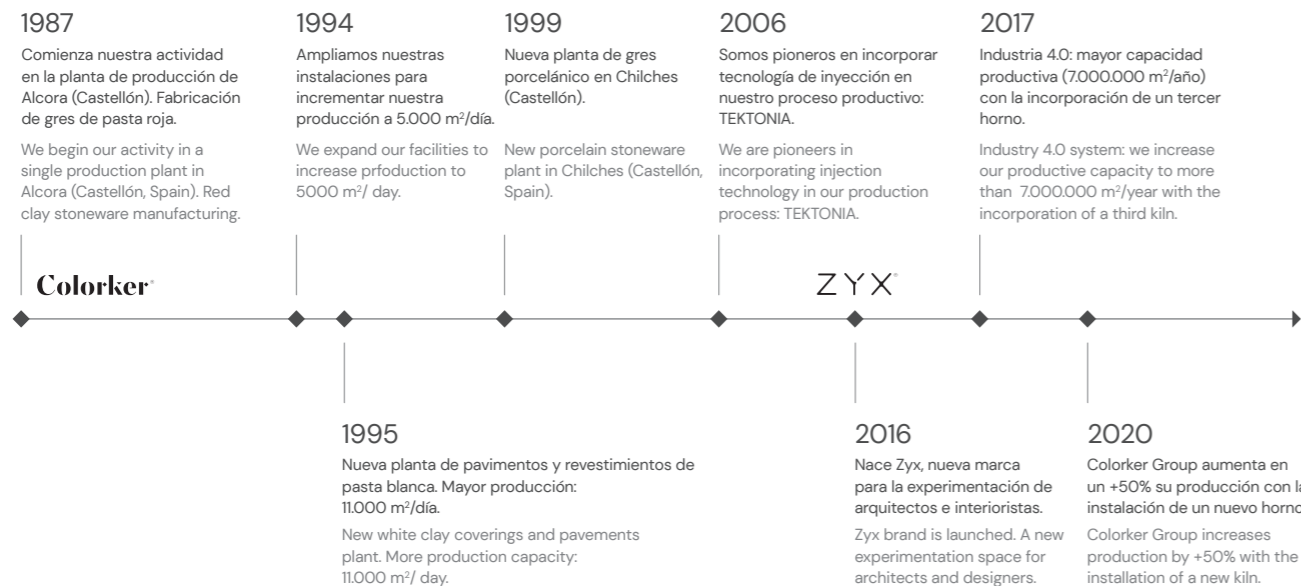 1987
Comienza nuestra actividad
en la planta de producción de
Alcora (Castellón). Fabricación
de gres de pasta roja.
We begin our activity in a
single production plant in
Alcora (Castellón, Spain). Red
clay stoneware manufacturing.
1994
Ampliamos nuestras
instalaciones para
incrementar nuestra
producción a 5.000 m²/día.
We expand our facilities to
increase prfoduction to
5000 m²/ day.
1999
Nueva planta de gres
porcelánico en Chilches
(Castellón).
New porcelain stoneware
plant in Chilches (Castellón,
Spain).
2006
Somos pioneros en incorporar
tecnología de inyección en
nuestro proceso productivo:
TEKTONIA.
We are pioneers in
incorporating injection
technology in our production
process: TEKTONIA.
2017
Industria 4.0: mayor capacidad
productiva (7.000.000 m²/año)
con la incorporación de un tercer
horno.
Industry 4.0 system: we increase
our productive capacity to more
than 7.000.000 m²/year with the
incorporation of a third kiln.
Colorker®
ZYX®
1995
Nueva planta de pavimentos y revestimientos de
pasta blanca. Mayor producción:
11.000 m²/día.
New white clay coverings and pavements
plant. More production capacity:
11.000 m²/ day.
2016
Nace Zyx, nueva marca
para la experimentación de
arquitectos e interioristas.
Zyx brand is launched. A new
experimentation space for
architects and designers.
2020
Colorker Group aumenta en
un +50% su producción con la
instalación de un nuevo horno
Colorker Group increases
production by +50% with the
installation of a new kiln.